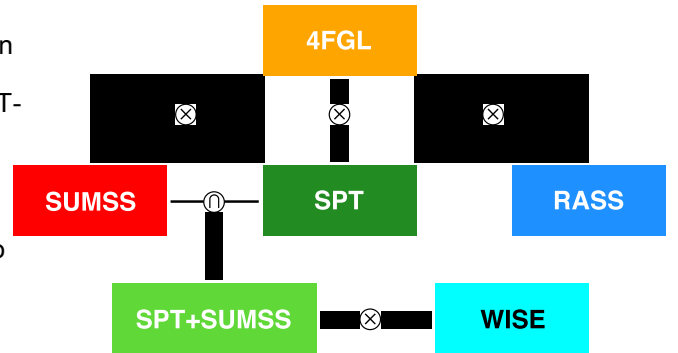 n
4FGL
T-
⊗ ⊗ ⊗
SUMSS ∩ SPT RASS
o
SPT+SUMSS ⊗ WISE